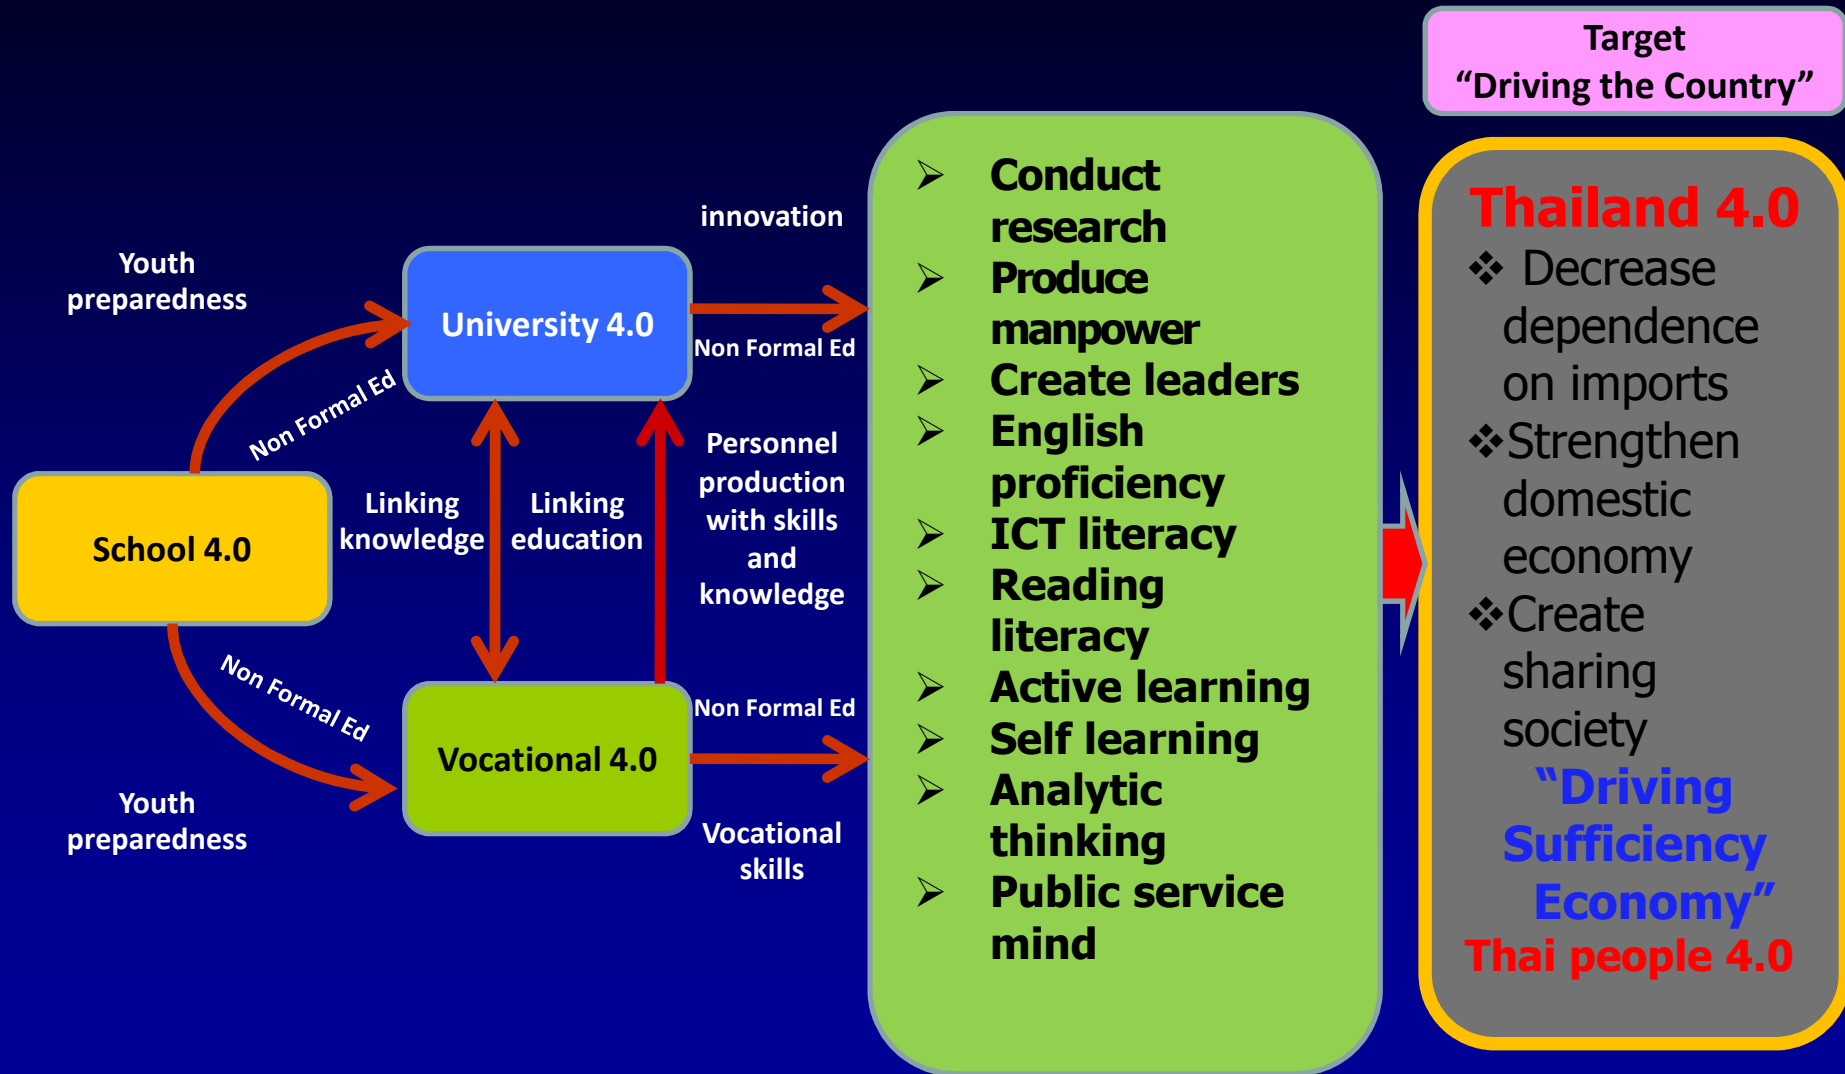 Target
“Driving the Country”
innovation
Youth
preparedness
University 4.0
Non Formal Ed
Non Formal Ed
School 4.0
Linking
knowledge
Linking
education
Personnel
production
with skills
and
knowledge
Non Formal Ed
Non Formal Ed
Vocational 4.0
Youth
preparedness
Vocational
skills
➢ Conduct
research
➢ Produce
manpower
➢ Create leaders
➢ English
proficiency
➢ ICT literacy
➢ Reading
literacy
➢ Active learning
➢ Self learning
➢ Analytic
thinking
➢ Public service
mind
Thailand 4.0
❖ Decrease
dependence
on imports
❖Strengthen
domestic
economy
❖Create
sharing
society
“Driving
Sufficiency
Economy”
Thai people 4.0